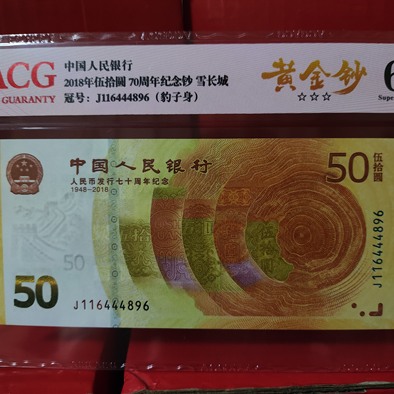 ACG
GUARANTY
中国人民银行
2018年伍拾圆 70周年纪念钞 雪长城
冠号：J116444896（豹子身）
黄金钞
☆☆☆
6
Supe
中国人民银行
人民币发行七十周年纪念
1948-2018
50 伍拾圆
J116444896
50
50
J116444896